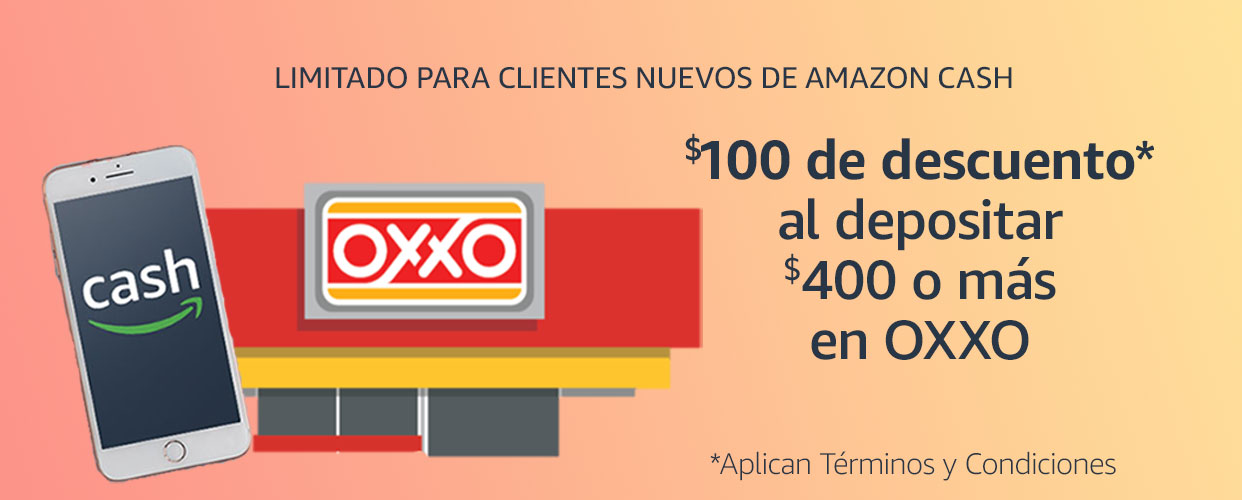 LIMITADO PARA CLIENTES NUEVOS DE AMAZON CASH
$100 de descuento*
al depositar
$400 o más
en OXXO
cash
OXXO
*Aplican Términos y Condiciones